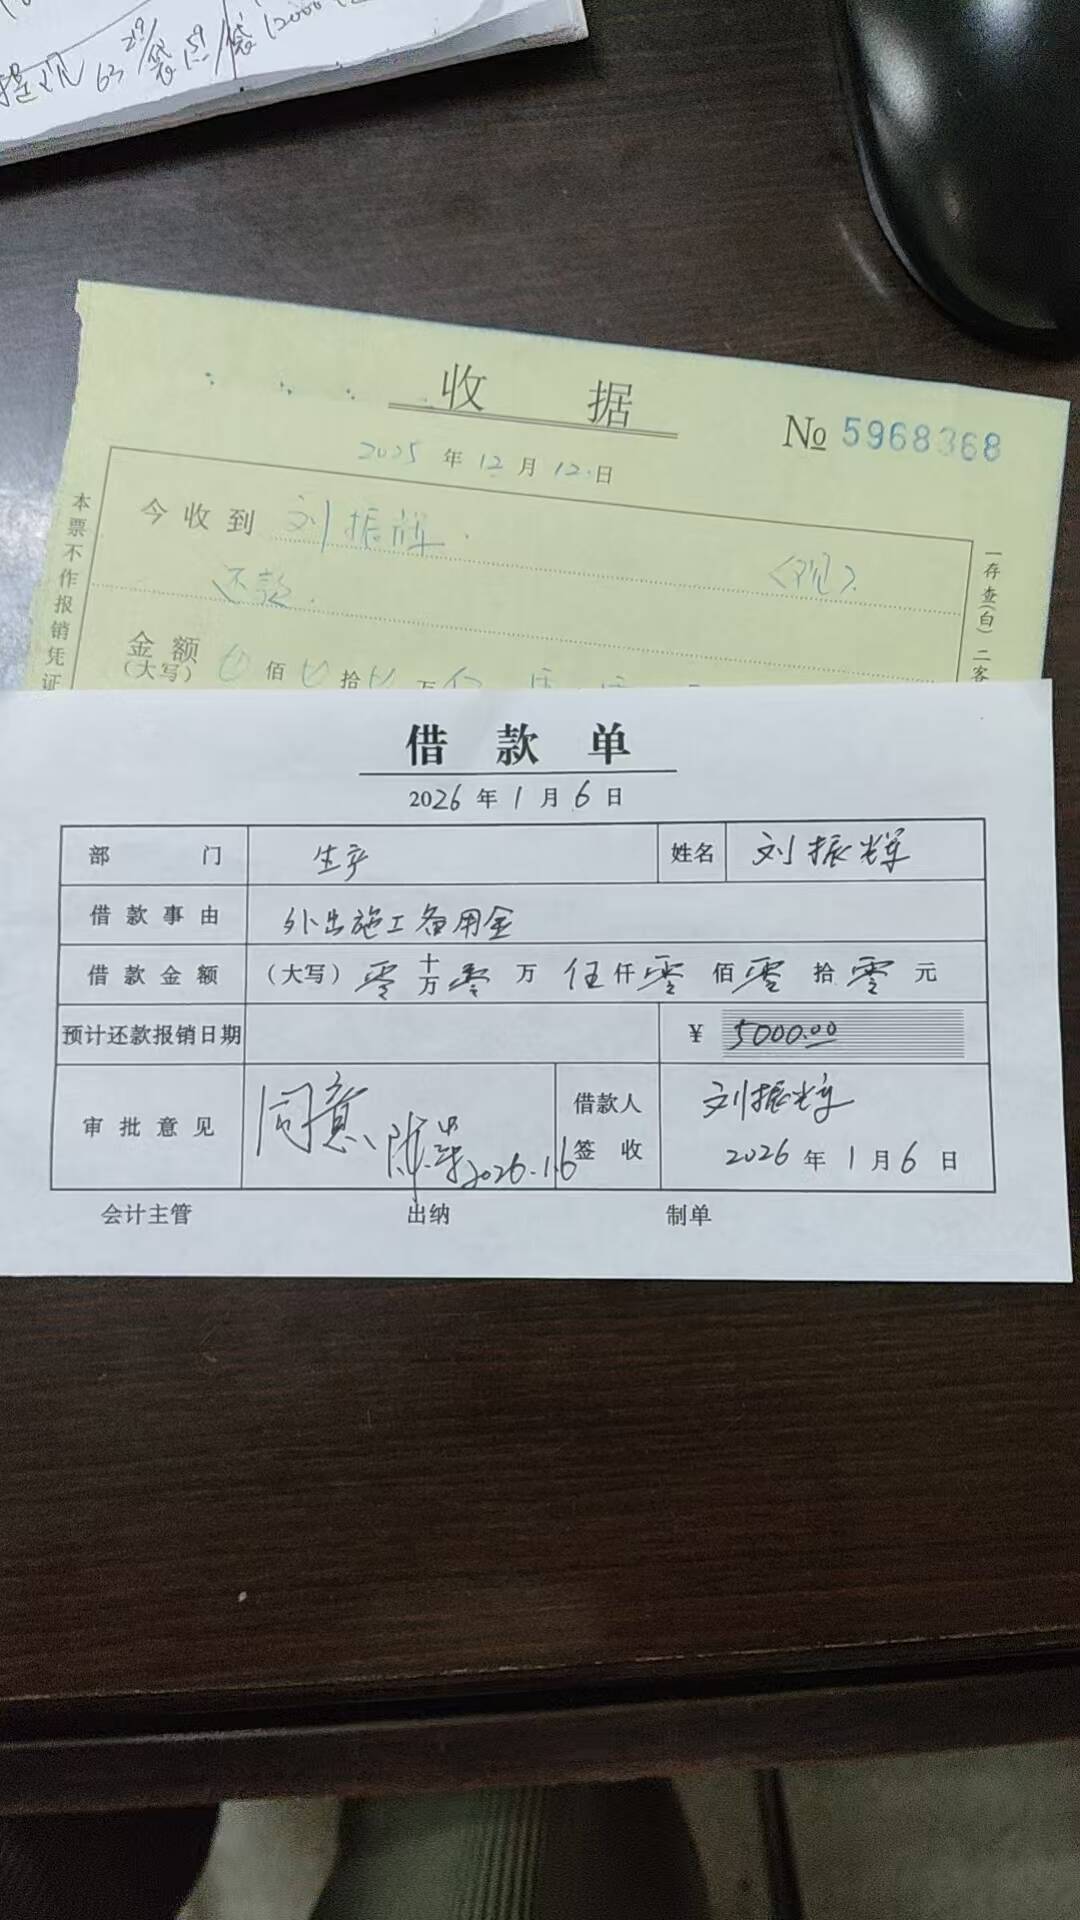 收 据
№ 5968368
2025 年 12 月 12 日
今收到 刘振辉
(现)
还款
金额
(大写) 佰 拾 万
本票不作报销凭证
一存查(白) 二客
借 款 单
2026 年 1 月 6 日
部 门 生产 姓名 刘振辉
借款事由 外出施工备用金
借款金额 (大写) 零 十万 零 万 伍 仟 零 佰 零 拾 零 元
预计还款报销日期 ¥ 5000.00
审批意见 同意 2026.1.6 借款人签收 刘振辉
2026 年 1 月 6 日
会计主管 出纳 制单